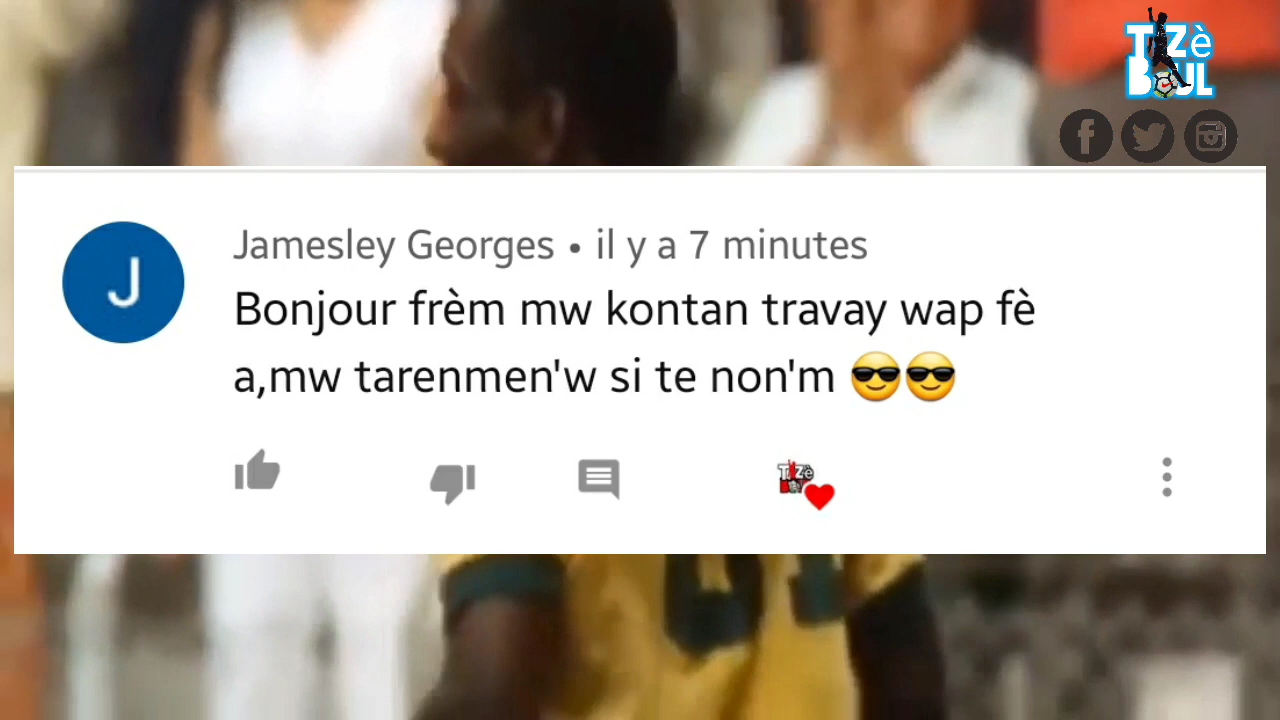 TiZè
BOUL
Jamesley Georges • il y a 7 minutes
Bonjour frèm mw kontan travay wap fè
a,mw tarenmen'w si te non'm 😎😎